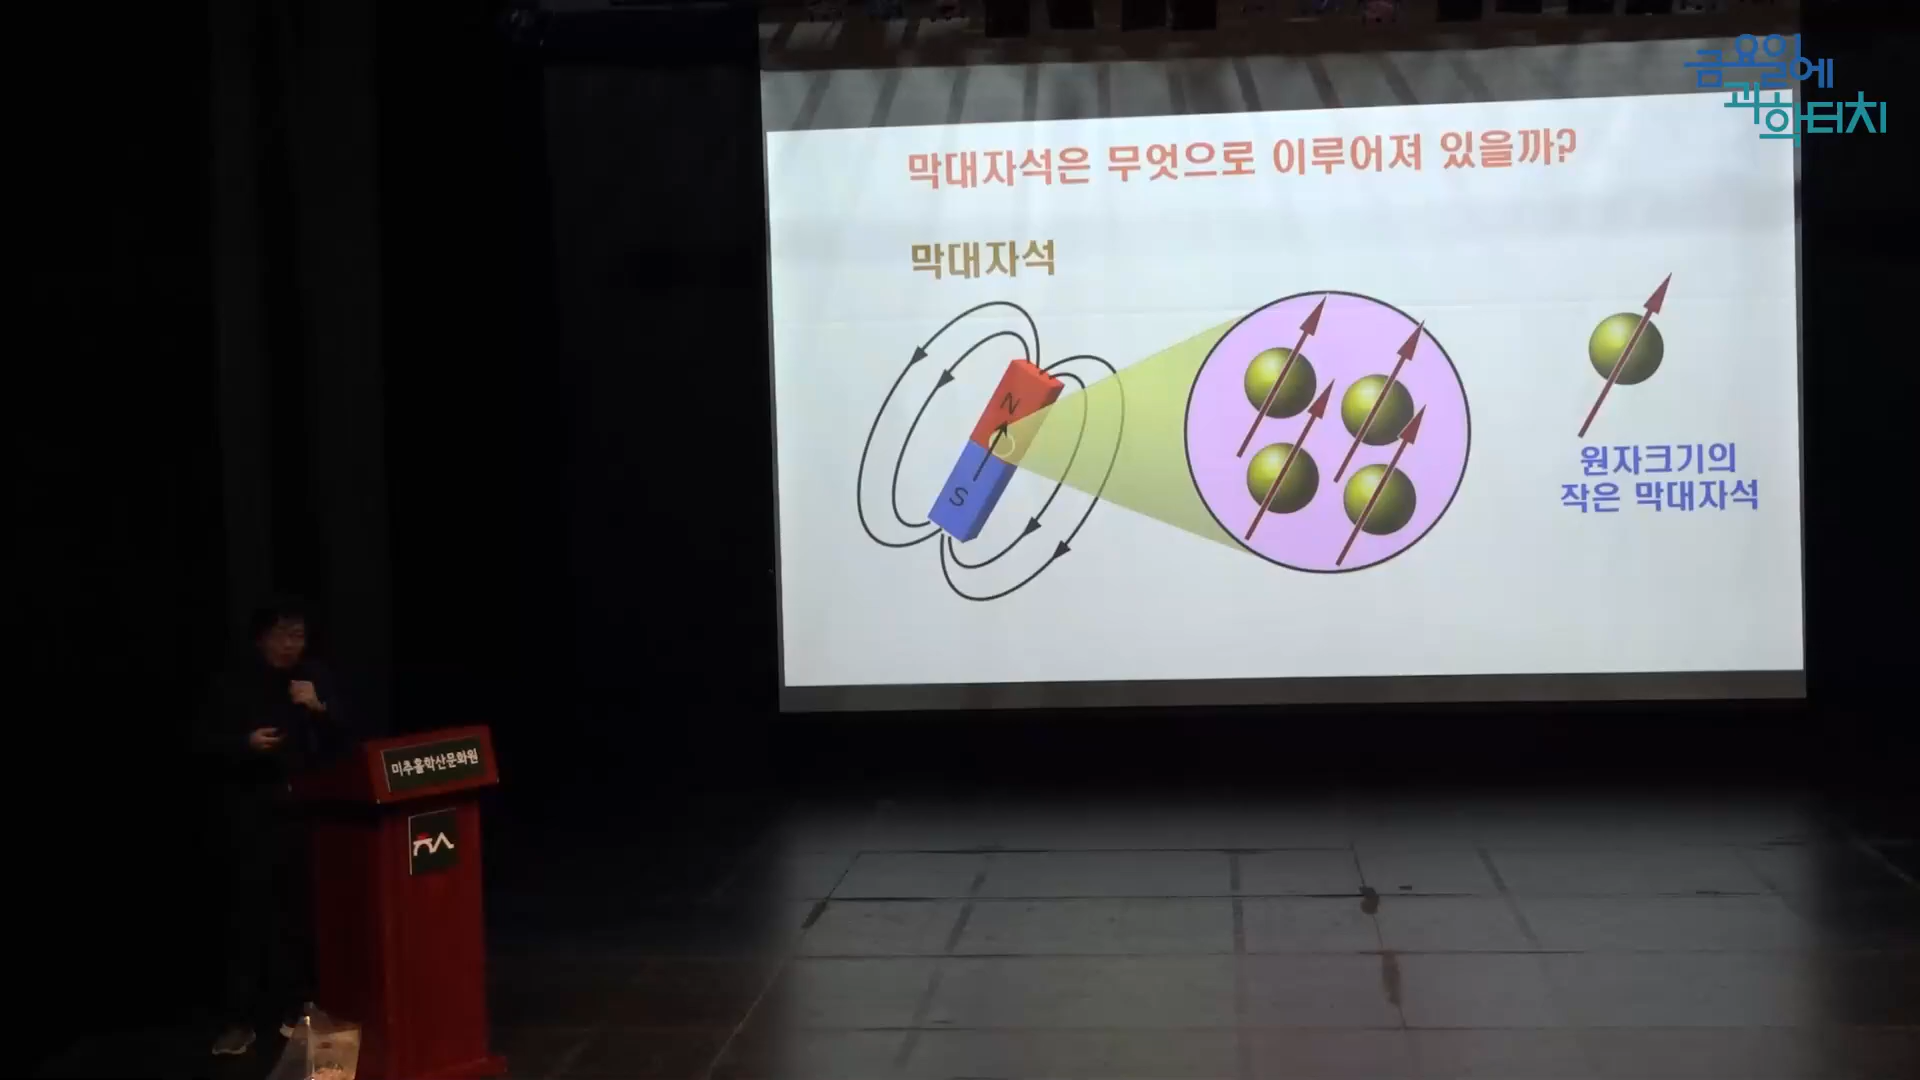 금요일에
과학터치
막대자석은 무엇으로 이루어져 있을까?
막대자석
N
S
원자크기의
작은 막대자석
미추홀학산문화원